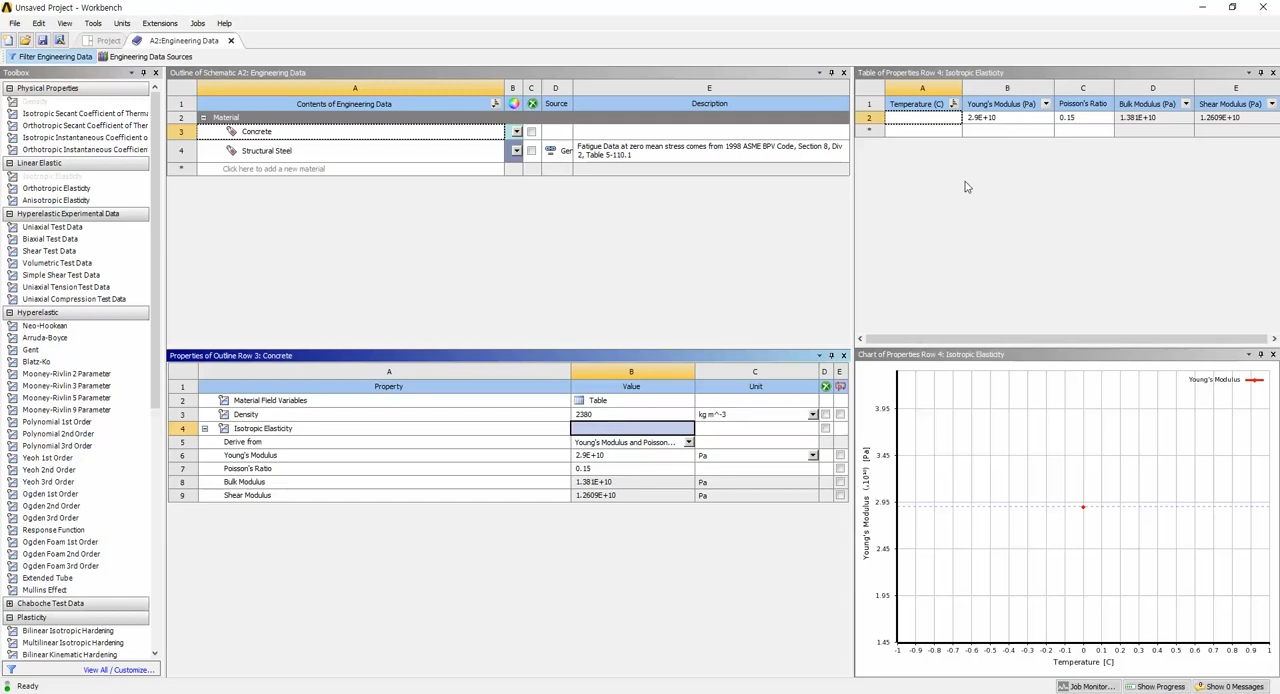 Unsaved Project - Workbench
File Edit View Tools Units Extensions Jobs Help
Project A2:Engineering Data
Filter Engineering Data Engineering Data Sources
Toolbox
Physical Properties
Density
Isotropic Secant Coefficient of Therma
Orthotropic Secant Coefficient of Ther
Isotropic Instantaneous Coefficient of
Orthotropic Instantaneous Coefficient
Linear Elastic
Isotropic Elasticity
Orthotropic Elasticity
Anisotropic Elasticity
Hyperelastic Experimental Data
Uniaxial Test Data
Biaxial Test Data
Shear Test Data
Volumetric Test Data
Simple Shear Test Data
Uniaxial Tension Test Data
Uniaxial Compression Test Data
Hyperelastic
Neo-Hookean
Arruda-Boyce
Gent
Blatz-Ko
Mooney-Rivlin 2 Parameter
Mooney-Rivlin 3 Parameter
Mooney-Rivlin 5 Parameter
Mooney-Rivlin 9 Parameter
Polynomial 1st Order
Polynomial 2nd Order
Polynomial 3rd Order
Yeoh 1st Order
Yeoh 2nd Order
Yeoh 3rd Order
Ogden 1st Order
Ogden 2nd Order
Ogden 3rd Order
Response Function
Ogden Foam 1st Order
Ogden Foam 2nd Order
Ogden Foam 3rd Order
Extended Tube
Mullins Effect
Chaboche Test Data
Plasticity
Bilinear Isotropic Hardening
Multilinear Isotropic Hardening
Bilinear Kinematic Hardening
View All / Customize...
Ready
Outline of Schematic A2: Engineering Data
A B C D E
1 Contents of Engineering Data Source Description
2 Material
3 Concrete
4 Structural Steel Ger Fatigue Data at zero mean stress comes from 1998 ASME BPV Code, Section 8, Div
2, Table 5-110.1
* Click here to add a new material
Properties of Outline Row 3: Concrete
A B C D E
1 Property Value Unit
2 Material Field Variables Table
3 Density 2380 kg m^-3
4 Isotropic Elasticity
5 Derive from Young's Modulus and Poisson...
6 Young's Modulus 2.9E+10 Pa
7 Poisson's Ratio 0.15
8 Bulk Modulus 1.381E+10 Pa
9 Shear Modulus 1.2609E+10 Pa
Table of Properties Row 4: Isotropic Elasticity
A B C D E
1 Temperature (C) Young's Modulus (Pa) Poisson's Ratio Bulk Modulus (Pa) Shear Modulus (Pa)
2 2.9E+10 0.15 1.381E+10 1.2609E+10
*
Chart of Properties Row 4: Isotropic Elasticity
Young's Modulus
Young's Modulus (.10¹⁰) [Pa]
3.95
3.45
2.95
2.45
1.95
1.45
-1 -0.9 -0.8 -0.7 -0.6 -0.5 -0.4 -0.3 -0.2 -0.1 0 0.1 0.2 0.3 0.4 0.5 0.6 0.7 0.8 0.9 1
Temperature [C]
Job Monitor... Show Progress Show 0 Messages